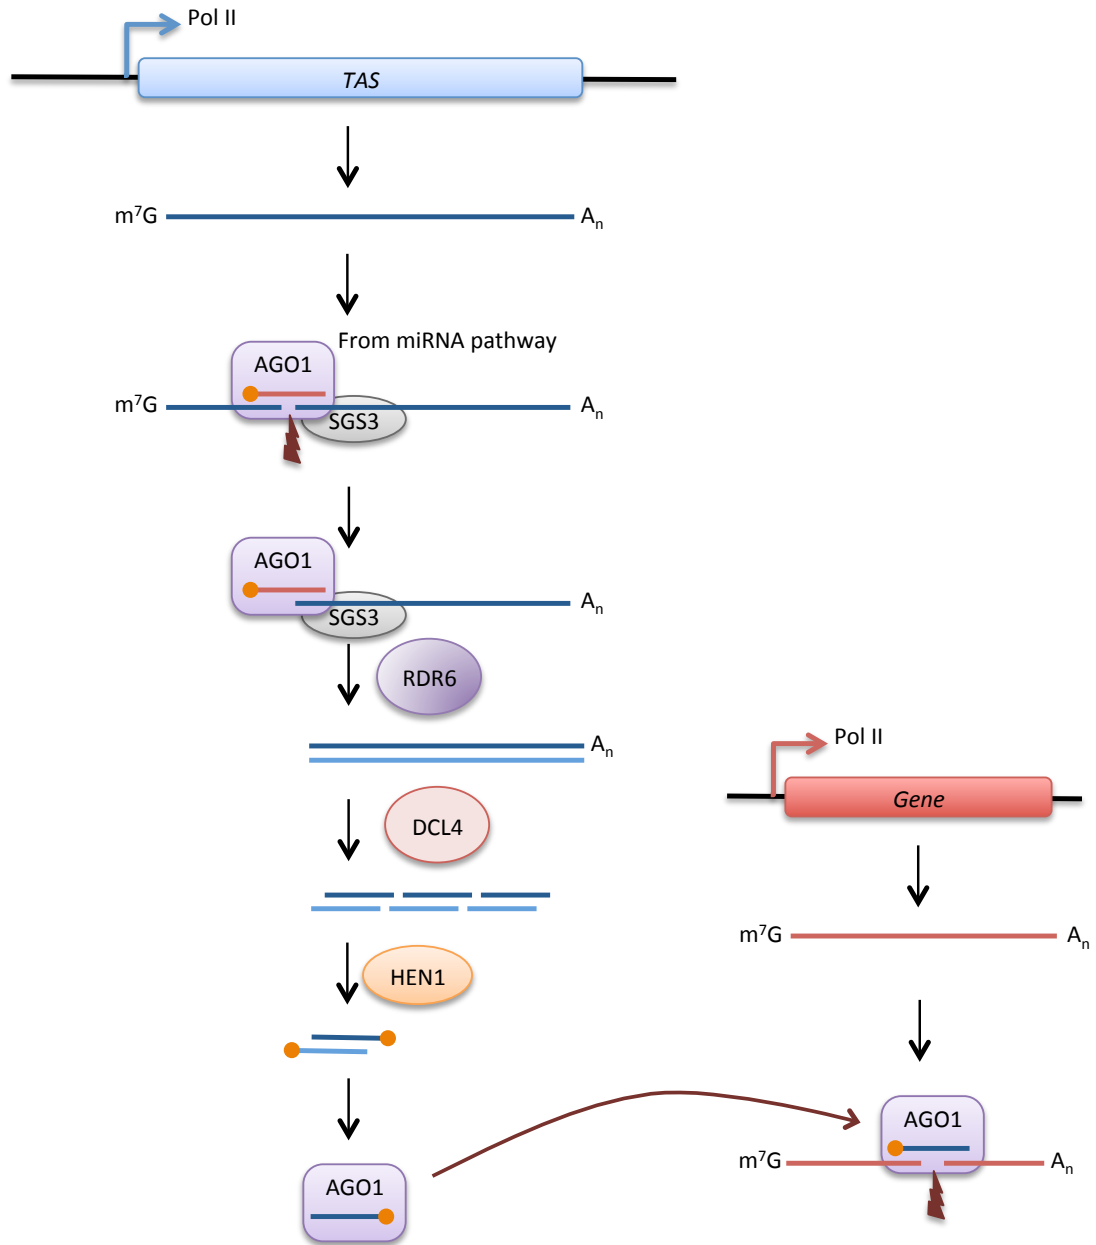 Pol II
TAS
m⁷G Aₙ
From miRNA pathway
AGO1
m⁷G Aₙ
SGS3
AGO1
Aₙ
SGS3
RDR6
Aₙ
DCL4
HEN1
AGO1
Pol II
Gene
m⁷G Aₙ
AGO1
m⁷G Aₙ